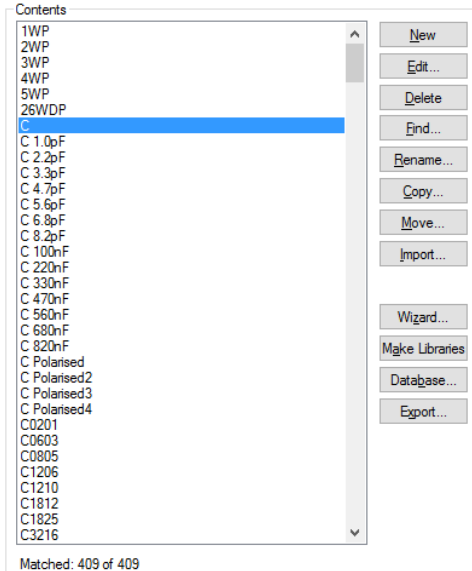 Contents
1WP
2WP
3WP
4WP
5WP
26WDP
C
C 1.0pF
C 2.2pF
C 3.3pF
C 4.7pF
C 5.6pF
C 6.8pF
C 8.2pF
C 100nF
C 220nF
C 330nF
C 470nF
C 560nF
C 680nF
C 820nF
C Polarised
C Polarised2
C Polarised3
C Polarised4
C0201
C0603
C0805
C1206
C1210
C1812
C1825
C3216
New
Edit...
Delete
Find...
Rename...
Copy...
Move...
Import...
Wizard...
Make Libraries
Database...
Export...
Matched: 409 of 409